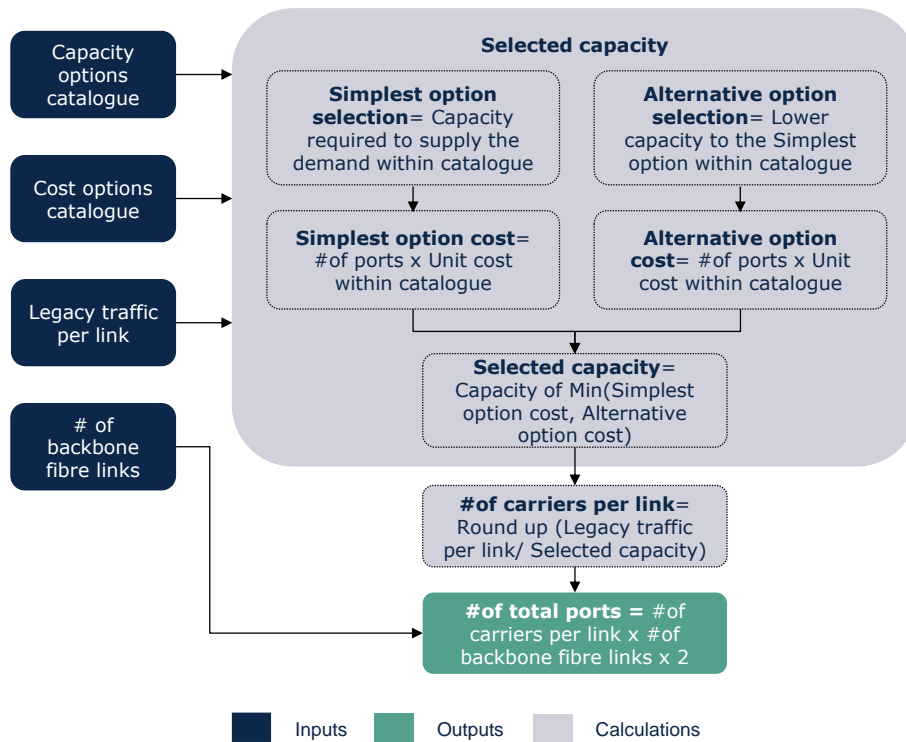 Capacity
options
catalogue
Cost options
catalogue
Legacy traffic
per link
# of
backbone
fibre links
Selected capacity
Simplest option
selection= Capacity
required to supply the
demand within catalogue
Alternative option
selection= Lower
capacity to the Simplest
option within catalogue
Simplest option cost=
#of ports x Unit cost
within catalogue
Alternative option
cost= #of ports x Unit
cost within catalogue
Selected capacity=
Capacity of Min(Simplest
option cost, Alternative
option cost)
#of carriers per link=
Round up (Legacy traffic
per link/ Selected capacity)
#of total ports = #of
carriers per link x #of
backbone fibre links x 2
Inputs
Outputs
Calculations